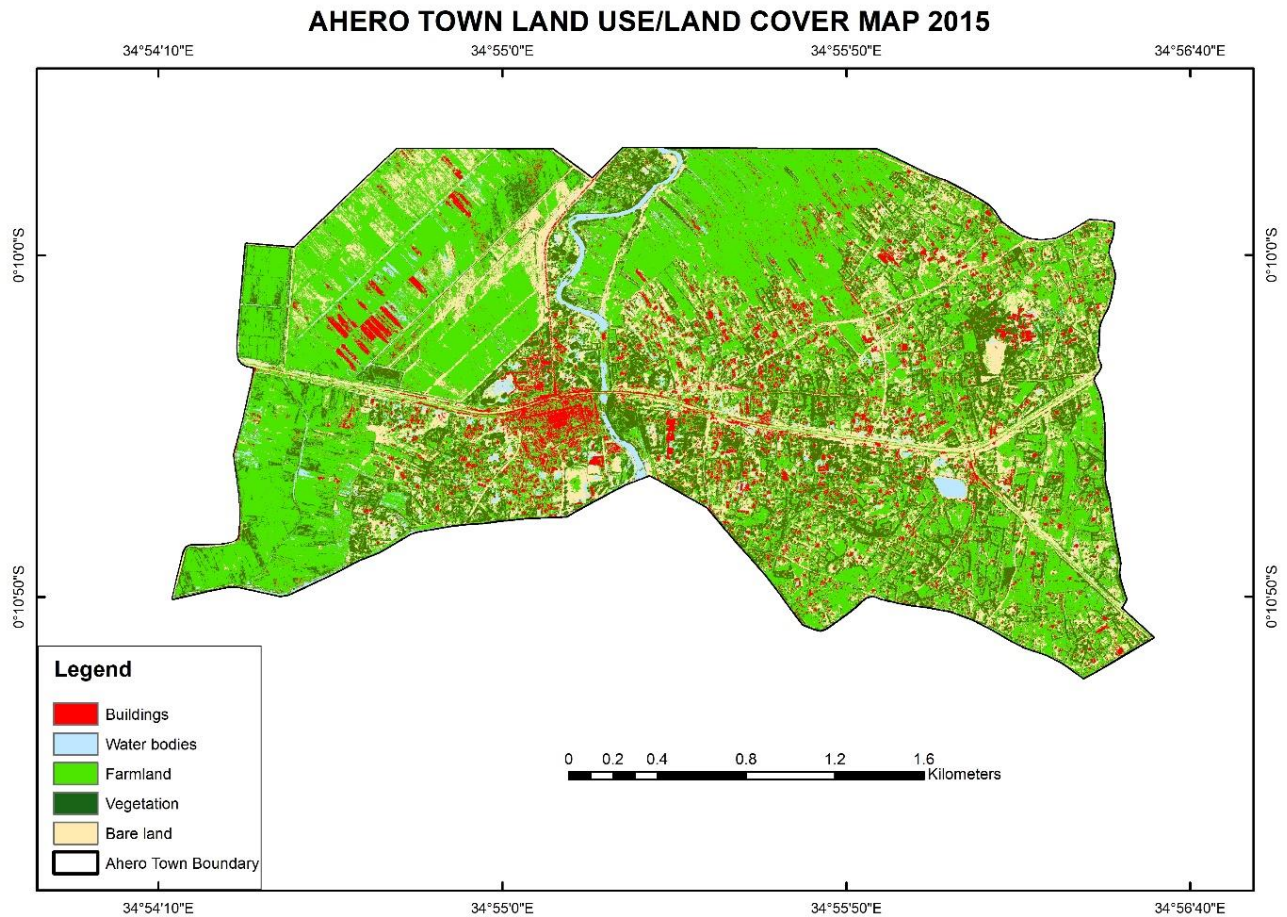 AHERO TOWN LAND USE/LAND COVER MAP 2015
34°54'10"E 34°55'0"E 34°55'50"E 34°56'40"E
0°10'0"S 0°10'0"S
0°10'50"S 0°10'50"S
Legend
Buildings
Water bodies
Farmland
Vegetation
Bare land
Ahero Town Boundary
0 0.2 0.4 0.8 1.2 1.6
Kilometers
34°54'10"E 34°55'0"E 34°55'50"E 34°56'40"E